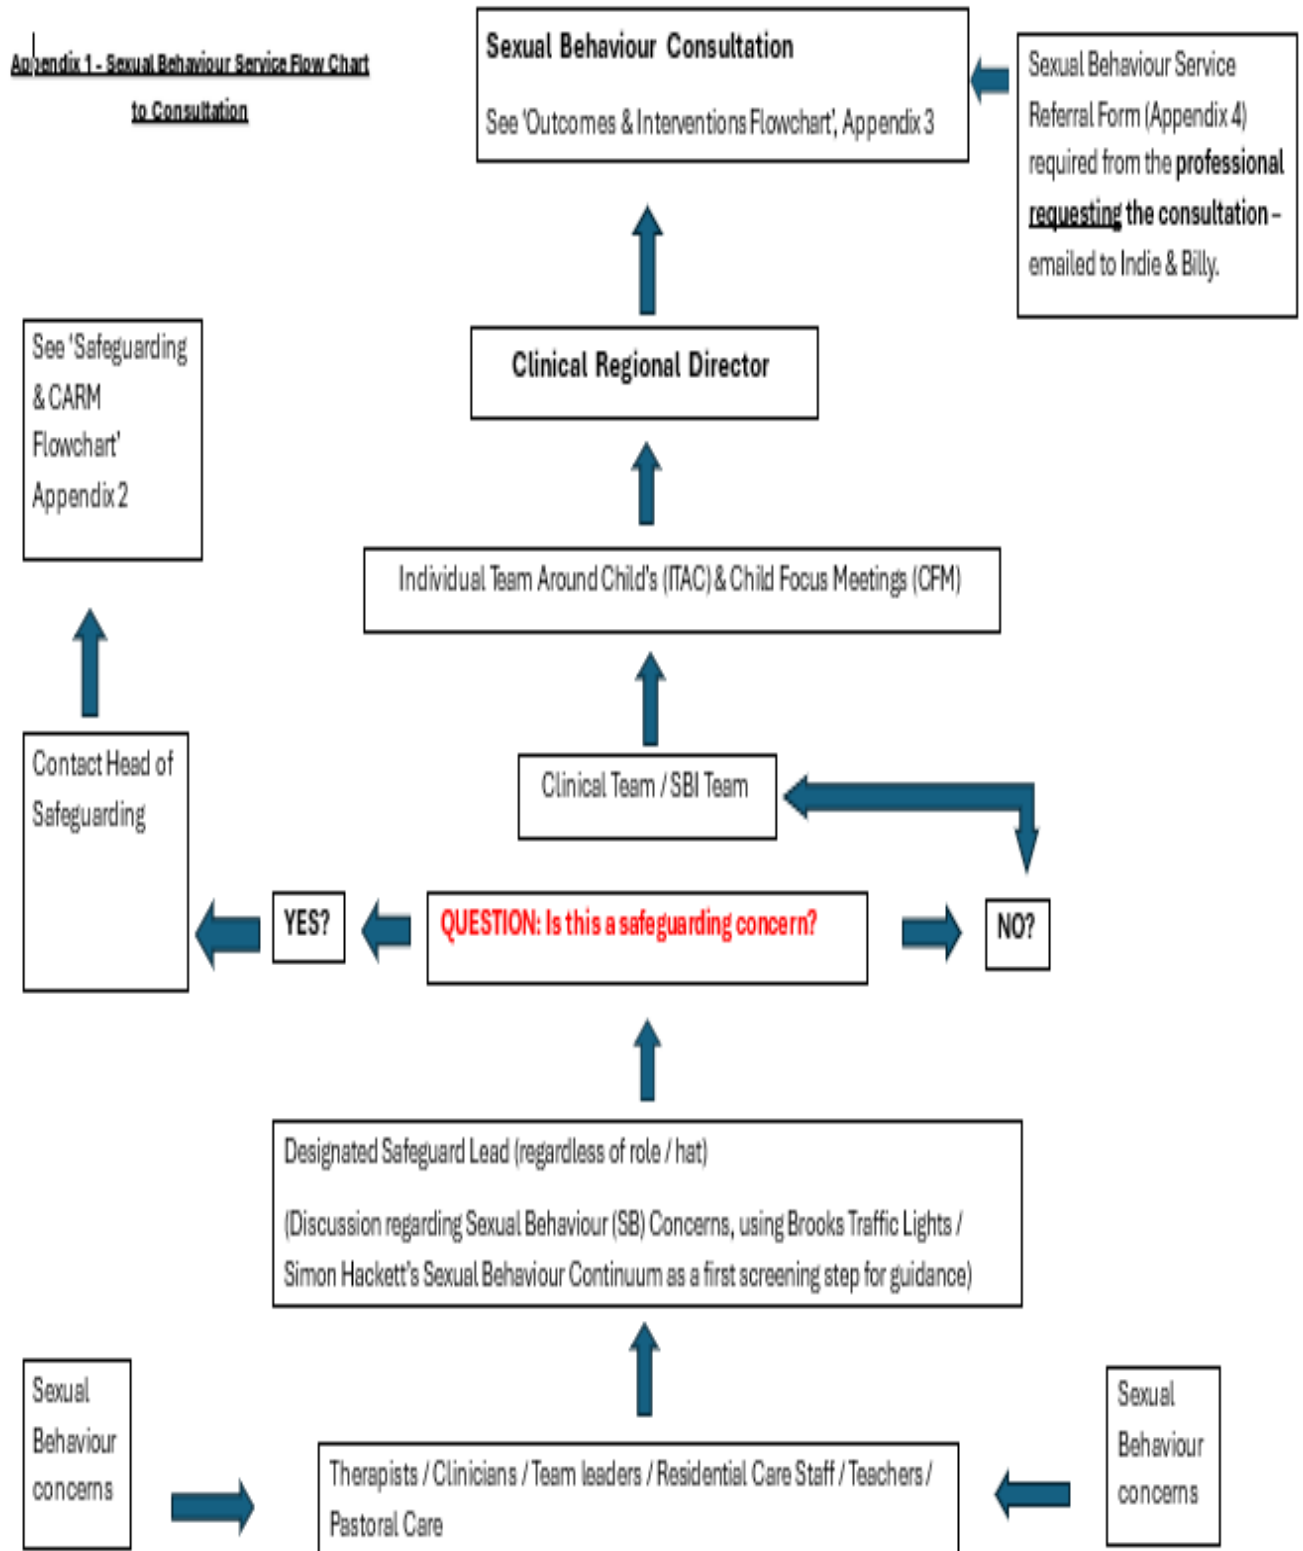 Appendix 1 - Sexual Behaviour Service Flow Chart
to Consultation
Sexual Behaviour Consultation
See 'Outcomes & Interventions Flowchart', Appendix 3
Sexual Behaviour Service
Referral Form (Appendix 4)
required from the professional
requesting the consultation –
emailed to Indie & Billy.
See 'Safeguarding
& CARM
Flowchart'
Appendix 2
Clinical Regional Director
Individual Team Around Child's (ITAC) & Child Focus Meetings (CFM)
Contact Head of
Safeguarding
Clinical Team / SBI Team
YES?
QUESTION: Is this a safeguarding concern?
NO?
Designated Safeguard Lead (regardless of role / hat)
(Discussion regarding Sexual Behaviour (SB) Concerns, using Brooks Traffic Lights /
Simon Hackett's Sexual Behaviour Continuum as a first screening step for guidance)
Sexual
Behaviour
concerns
Therapists / Clinicians / Team leaders / Residential Care Staff / Teachers /
Pastoral Care
Sexual
Behaviour
concerns